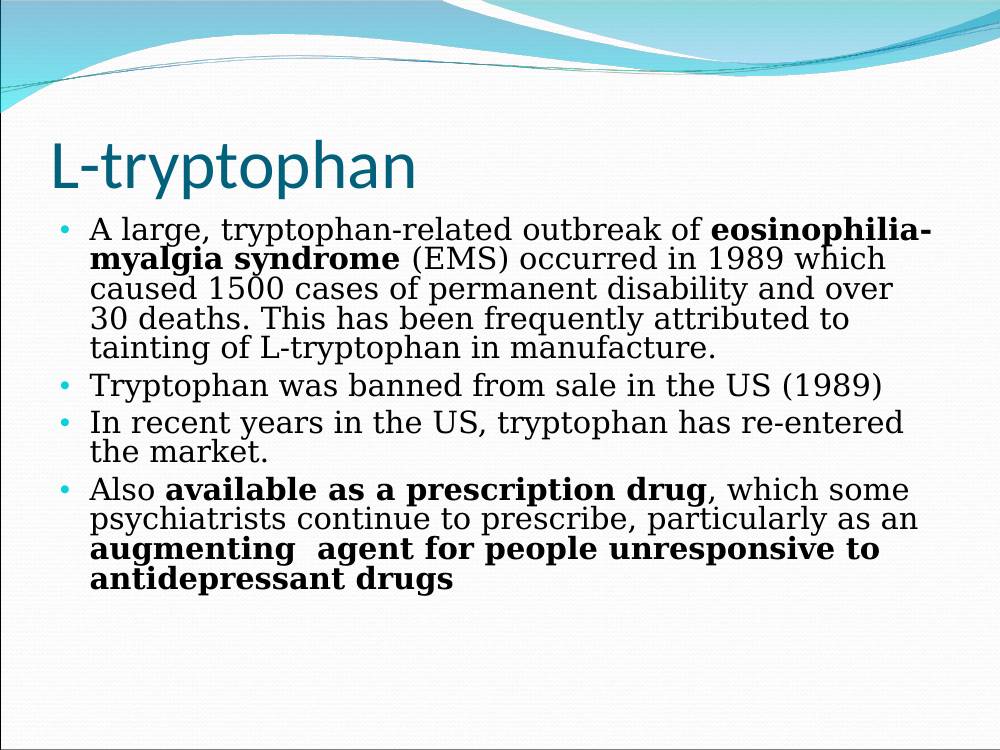 L-tryptophan
• A large, tryptophan-related outbreak of eosinophilia-
myalgia syndrome (EMS) occurred in 1989 which
caused 1500 cases of permanent disability and over
30 deaths. This has been frequently attributed to
tainting of L-tryptophan in manufacture.
• Tryptophan was banned from sale in the US (1989)
• In recent years in the US, tryptophan has re-entered
the market.
• Also available as a prescription drug, which some
psychiatrists continue to prescribe, particularly as an
augmenting  agent for people unresponsive to
antidepressant drugs